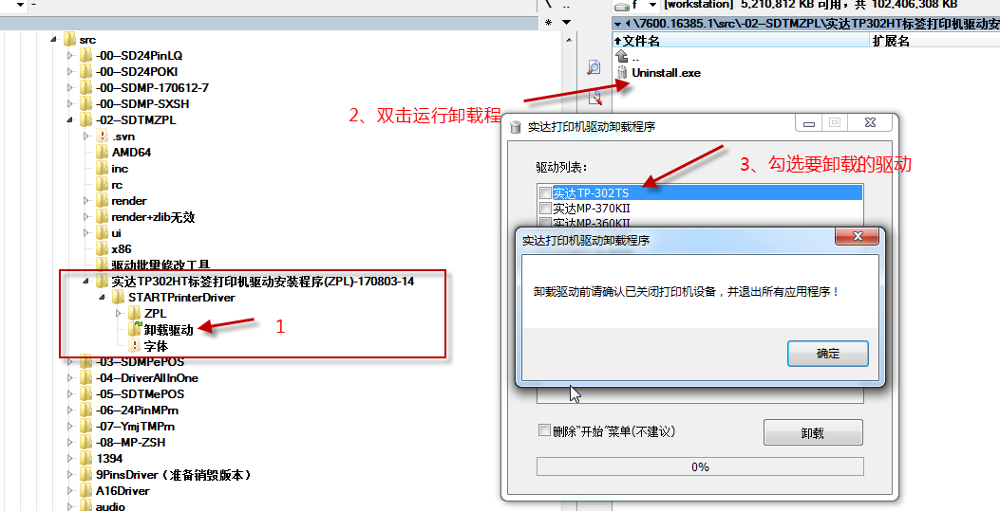 f
[workstation] 5,210,812 KB 可用，共 102,406,308 KB
\7600.16385.1\src\-02-SDTMZPL\实达TP302HT标签打印机驱动安
文件名
扩展名
..
Uninstall.exe
src
-00-SD24PinLQ
-00-SD24POKI
-00-SDMP-170612-7
-00-SDMP-SXSH
-02-SDTMZPL
.svn
AMD64
inc
rc
render
render+zlib无效
ui
x86
驱动批量修改工具
实达TP302HT标签打印机驱动安装程序(ZPL)-170803-14
STARTPrinterDriver
ZPL
卸载驱动
字体
-03-SDMPePOS
-04-DriverAllInOne
-05-SDTMePOS
-06-24PinMPrn
-07-YmjTMPrn
-08-MP-ZSH
1394
9PinsDriver（准备销毁版本）
A16Driver
audio
1
2、双击运行卸载程
3、勾选要卸载的驱动
实达打印机驱动卸载程序
驱动列表：
实达TP-302TS
实达MP-370KII
实达MP-360KII
实达打印机驱动卸载程序
卸载驱动前请确认已关闭打印机设备，并退出所有应用程序！
确定
删除“开始”菜单(不建议)
卸载
0%